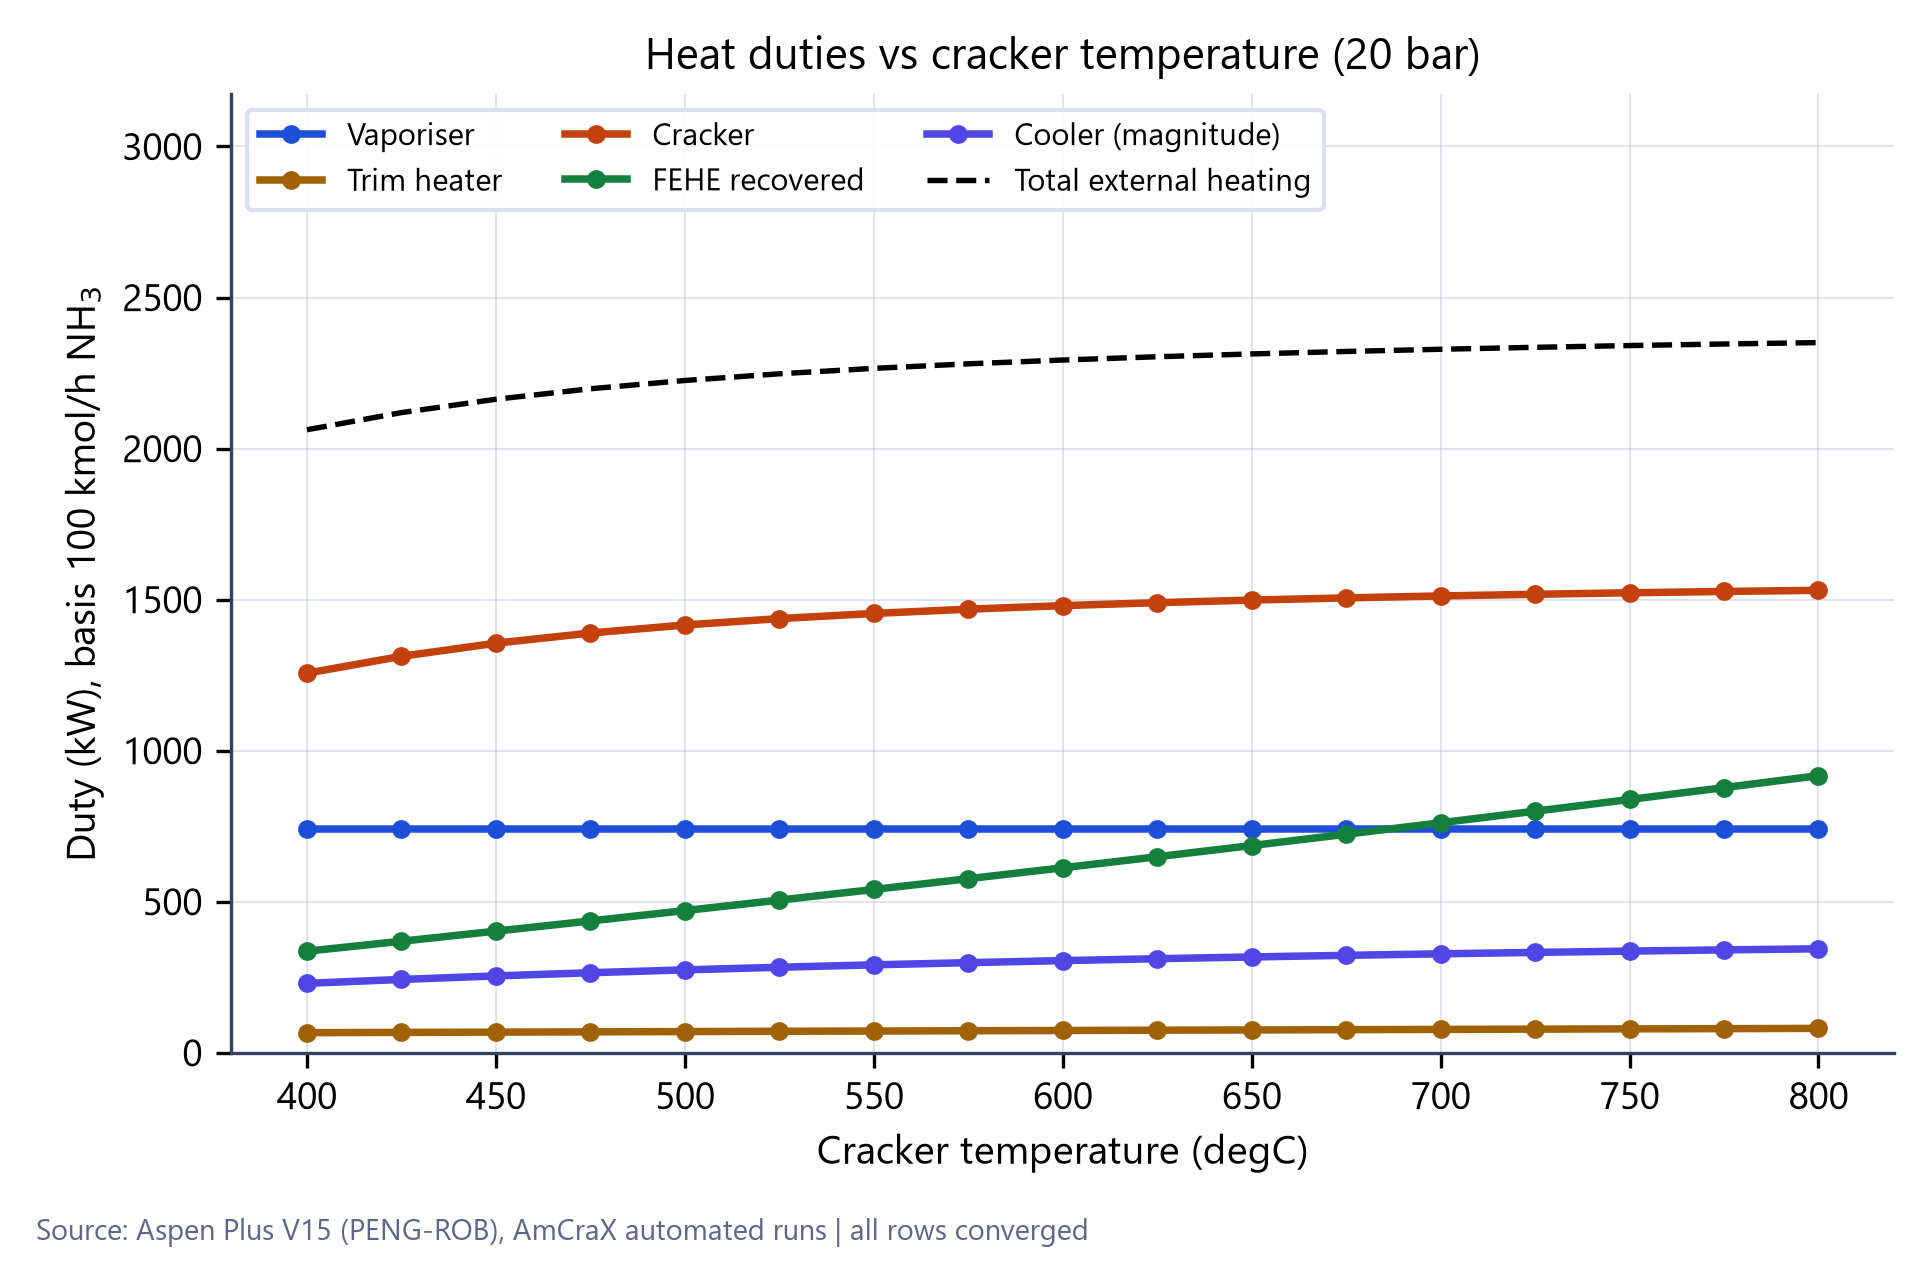 Heat duties vs cracker temperature (20 bar)
Vaporiser
Trim heater
Cracker
FEHE recovered
Cooler (magnitude)
Total external heating
Duty (kW), basis 100 kmol/h NH₃
3000
2500
2000
1500
1000
500
0
400 450 500 550 600 650 700 750 800
Cracker temperature (degC)
Source: Aspen Plus V15 (PENG-ROB), AmCraX automated runs | all rows converged